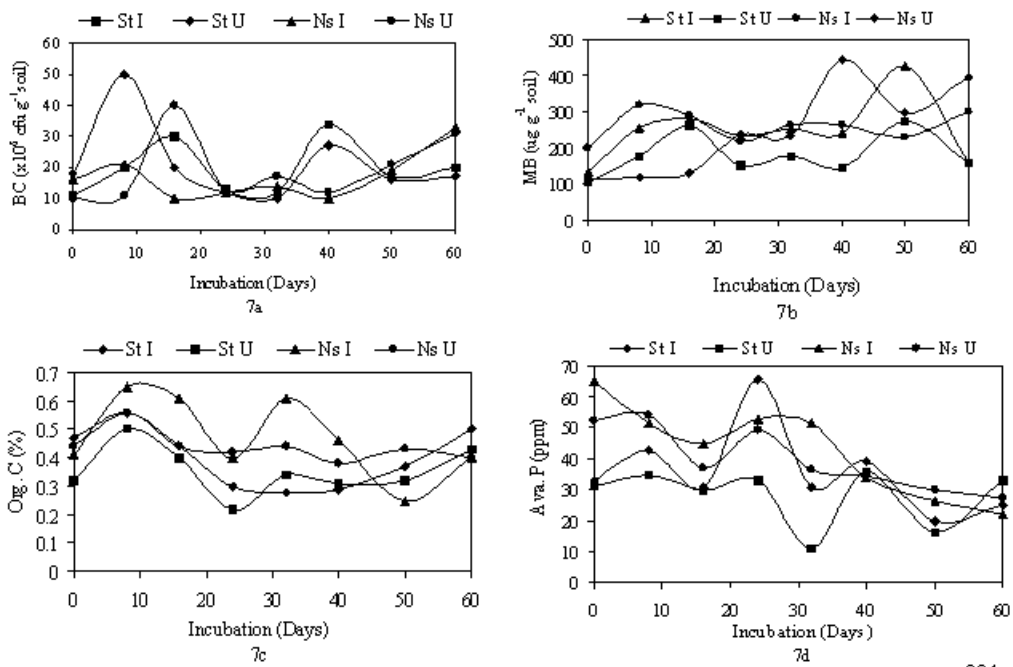 St I St U Ns I Ns U
BC (x10⁶ cfu g⁻¹ soil)
60
50
40
30
20
10
0
0 10 20 30 40 50 60
Incubation (Days)
7a
St I St U Ns I Ns U
MB (ug g⁻¹ soil)
500
400
300
200
100
0
0 10 20 30 40 50 60
Incubation (Days)
7b
St I St U Ns I Ns U
Org. C (%)
0.7
0.6
0.5
0.4
0.3
0.2
0.1
0
0 10 20 30 40 50 60
Incubation (Days)
7c
St I St U Ns I Ns U
Ava. P (ppm)
70
60
50
40
30
20
10
0
0 10 20 30 40 50 60
Incubation (Days)
7d